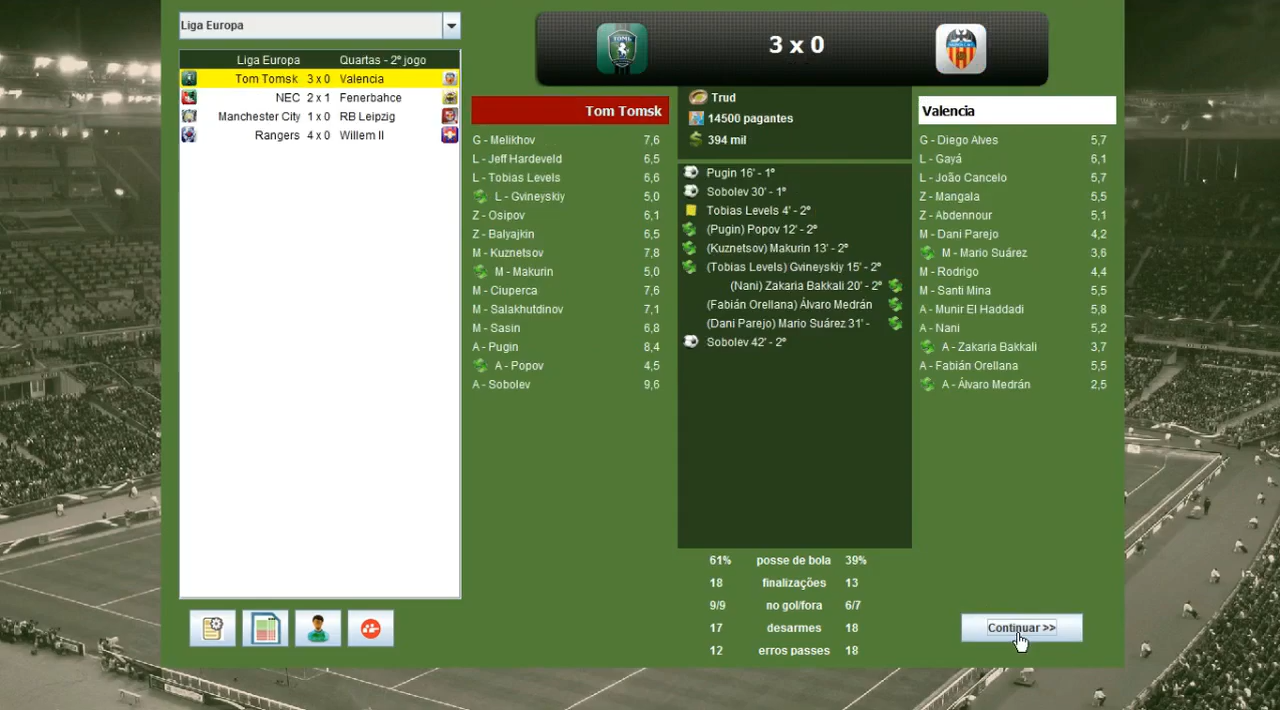 Liga Europa
Liga Europa Quartas - 2º jogo
Tom Tomsk 3 x 0 Valencia
NEC 2 x 1 Fenerbahce
Manchester City 1 x 0 RB Leipzig
Rangers 4 x 0 Willem II
3 x 0
Tom Tomsk
G - Melikhov 7,6
L - Jeff Hardeveld 6,5
L - Tobias Levels 6,6
L - Gvineyskiy 5,0
Z - Osipov 6,1
Z - Balyajkin 6,5
M - Kuznetsov 7,8
M - Makurin 5,0
M - Ciuperca 7,6
M - Salakhutdinov 7,1
M - Sasin 6,8
A - Pugin 8,4
A - Popov 4,5
A - Sobolev 9,6
Trud
14500 pagantes
394 mil
Pugin 16' - 1º
Sobolev 30' - 1º
Tobias Levels 4' - 2º
(Pugin) Popov 12' - 2º
(Kuznetsov) Makurin 13' - 2º
(Tobias Levels) Gvineyskiy 15' - 2º
(Nani) Zakaria Bakkali 20' - 2º
(Fabián Orellana) Álvaro Medrán
(Dani Parejo) Mario Suárez 31' -
Sobolev 42' - 2º
61% posse de bola 39%
18 finalizações 13
9/9 no gol/fora 6/7
17 desarmes 18
12 erros passes 18
Valencia
G - Diego Alves 5,7
L - Gayá 6,1
L - João Cancelo 5,7
Z - Mangala 5,5
Z - Abdennour 5,1
M - Dani Parejo 4,2
M - Mario Suárez 3,6
M - Rodrigo 4,4
M - Santi Mina 5,5
A - Munir El Haddadi 5,8
A - Nani 5,2
A - Zakaria Bakkali 3,7
A - Fabián Orellana 5,5
A - Álvaro Medrán 2,5
Continuar >>